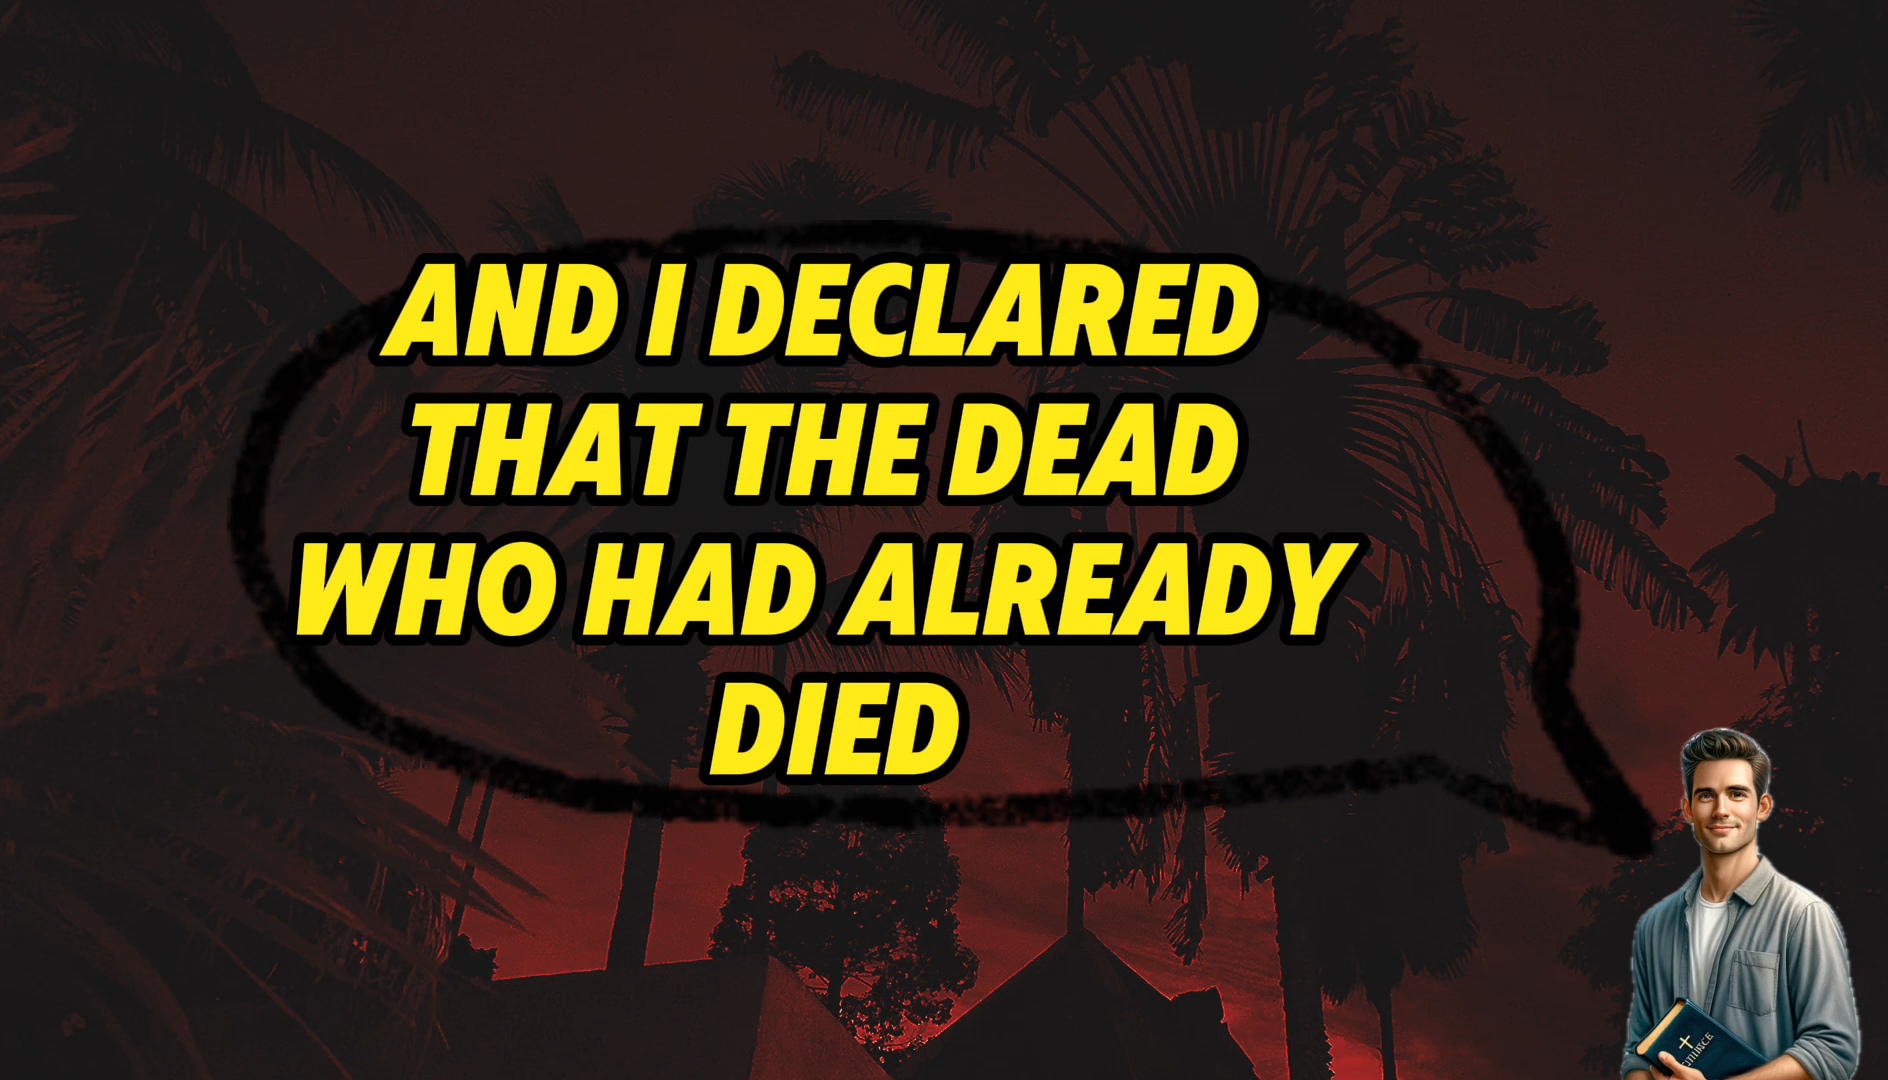 AND I DECLARED
THAT THE DEAD
WHO HAD ALREADY
DIED